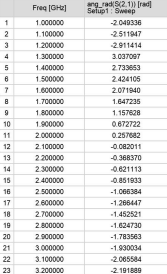 Freq [GHz] ang_rad(S(2,1)) [rad]
Setup1 : Sweep
1 1.000000 -2.049336
2 1.100000 -2.511947
3 1.200000 -2.911414
4 1.300000 3.037097
5 1.400000 2.733653
6 1.500000 2.424105
7 1.600000 2.071940
8 1.700000 1.647235
9 1.800000 1.157628
10 1.900000 0.672722
11 2.000000 0.257682
12 2.100000 -0.082011
13 2.200000 -0.368370
14 2.300000 -0.621113
15 2.400000 -0.851933
16 2.500000 -1.066384
17 2.600000 -1.266447
18 2.700000 -1.452521
19 2.800000 -1.624730
20 2.900000 -1.783563
21 3.000000 -1.930034
22 3.100000 -2.065584
23 3.200000 -2.191889